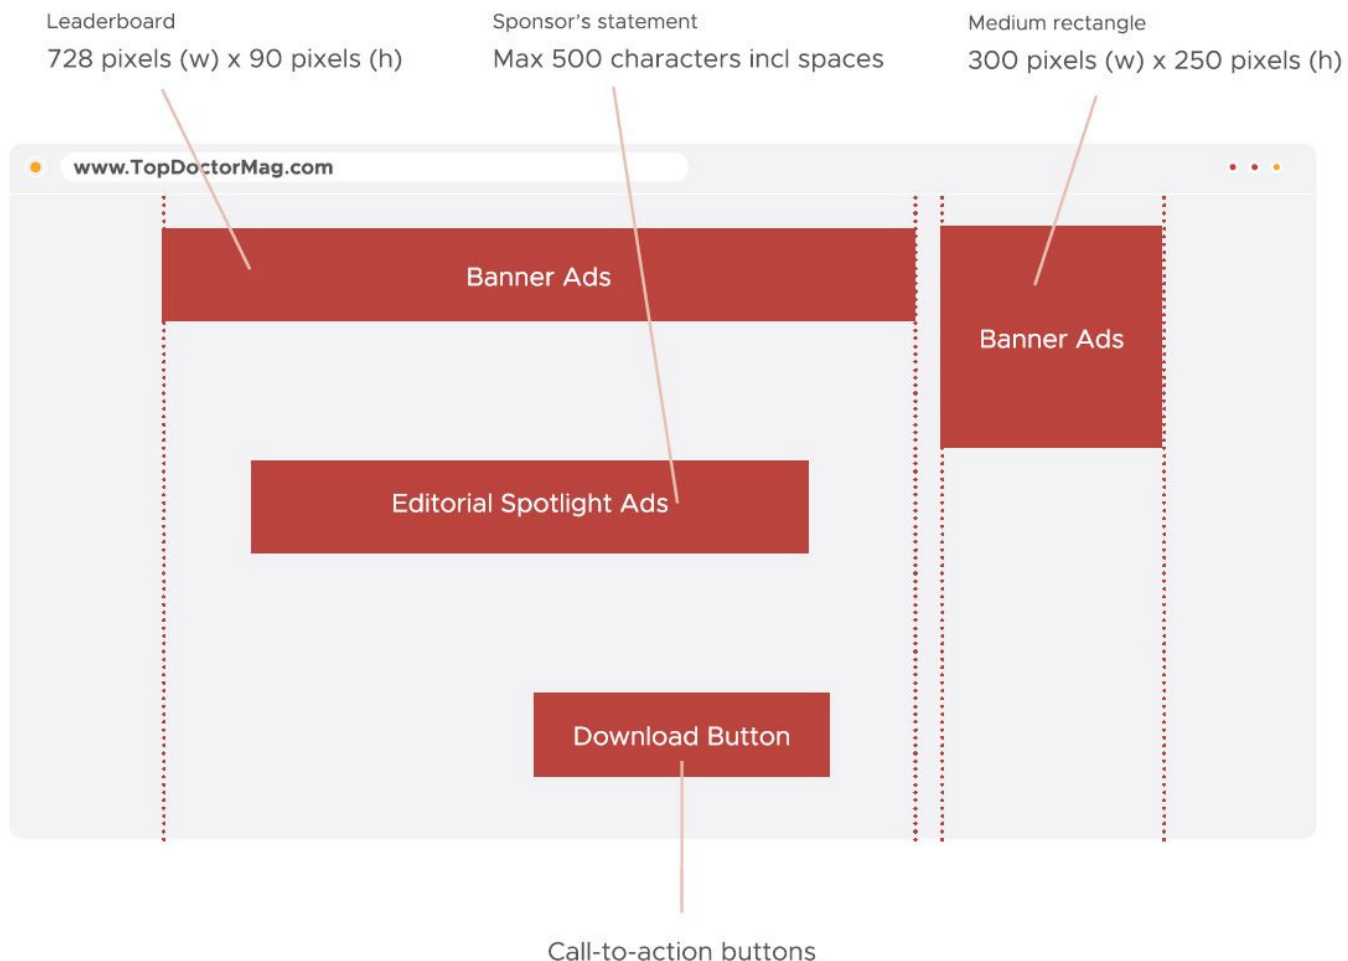 Leaderboard
728 pixels (w) x 90 pixels (h)
Sponsor's statement
Max 500 characters incl spaces
Medium rectangle
300 pixels (w) x 250 pixels (h)
www.TopDoctorMag.com
Banner Ads
Banner Ads
Editorial Spotlight Ads
Download Button
Call-to-action buttons